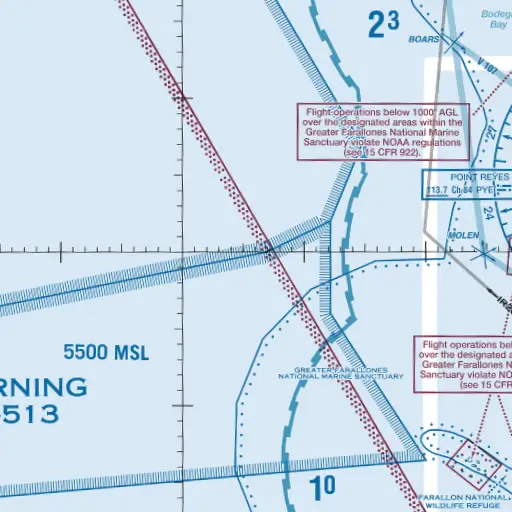 2³
Bodega
Bay
BOARS
V 107
Flight operations below 1000' AGL
over the designated areas within the
Greater Farallones National Marine
Sanctuary violate NOAA regulations
(see 15 CFR 922).
27
POINT REYES
113.7 Ch 84 PYE
24
MOLEN
5500 MSL
RNING
513
GREATER FARALLONES
NATIONAL MARINE SANCTUARY
Flight operations bel
over the designated a
Greater Farallones N
Sanctuary violate NO
(see 15 CFR
1⁰
FARALLON NATIONAL
WILDLIFE REFUGE